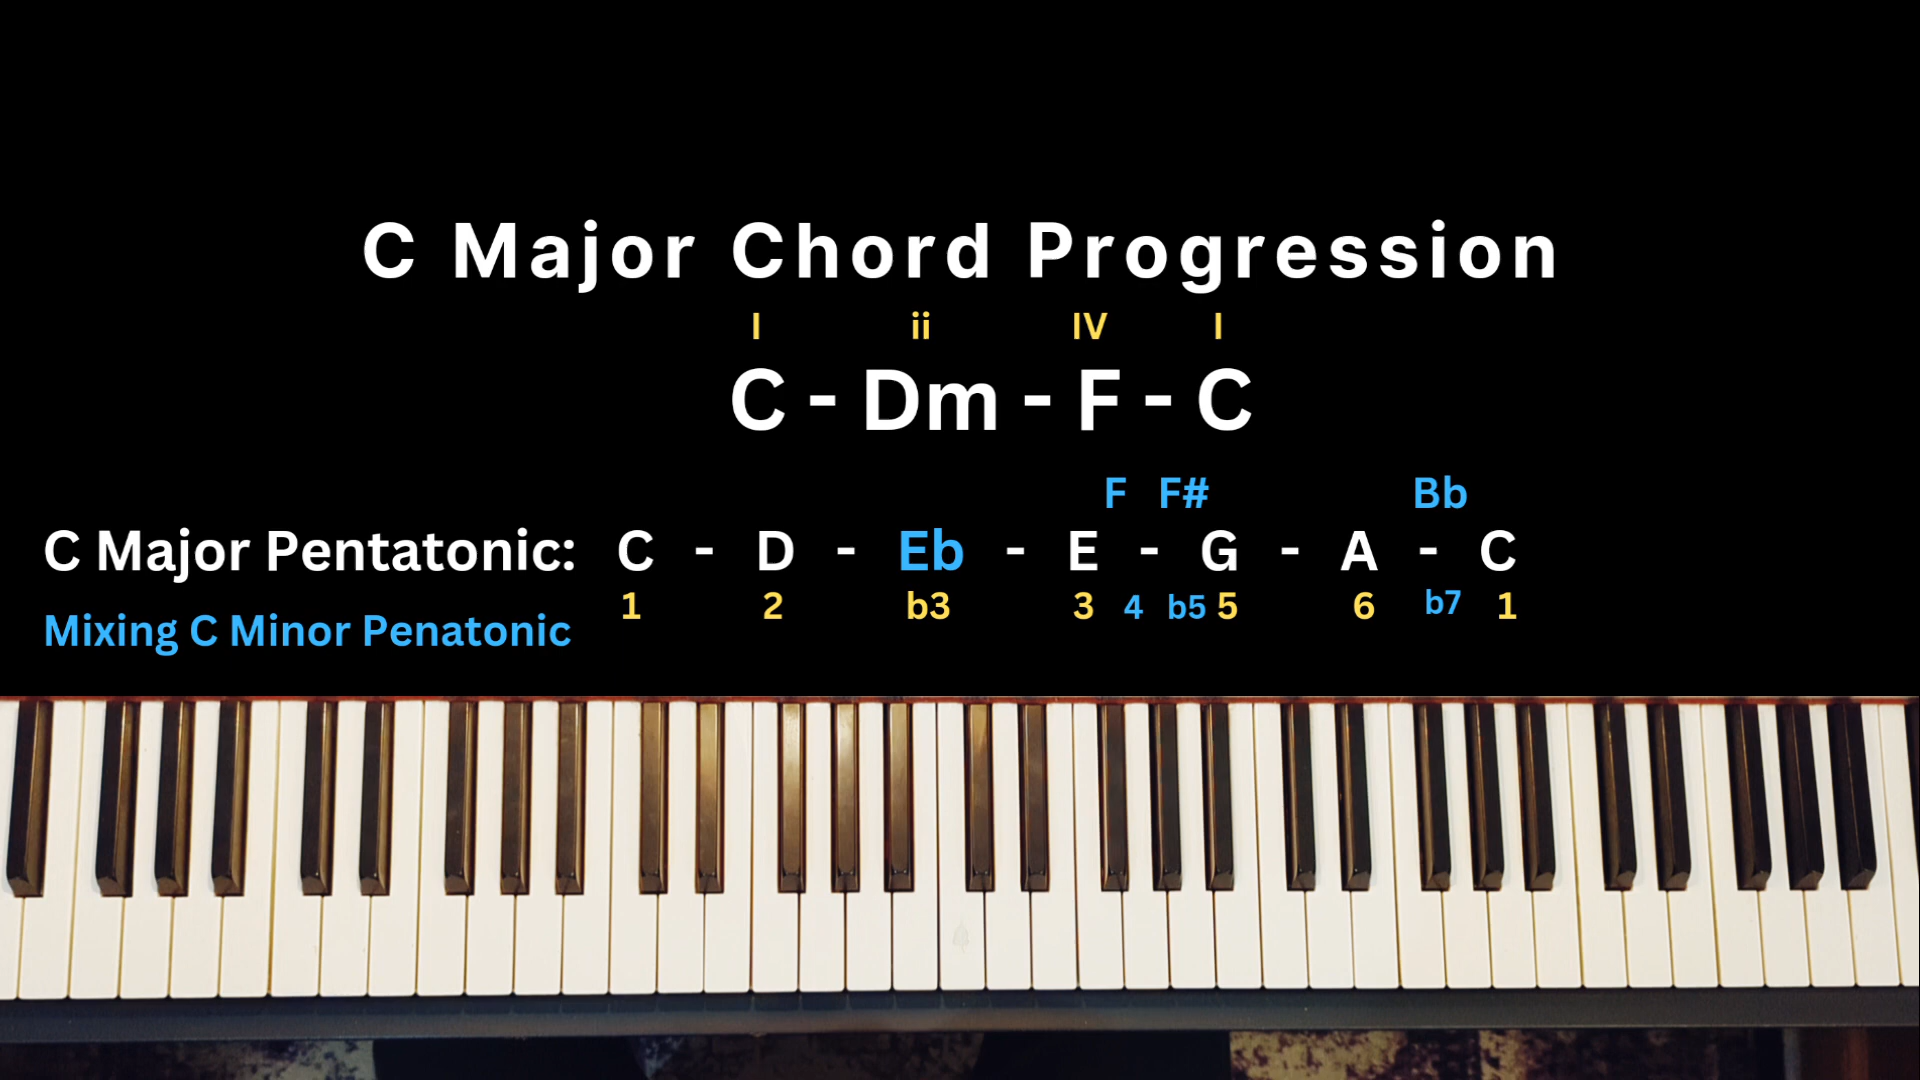 C Major Chord Progression
I ii IV I
C - Dm - F - C
F F# Bb
C Major Pentatonic: C - D - Eb - E - G - A - C
1 2 b3 3 4 b5 5 6 b7 1
Mixing C Minor Penatonic